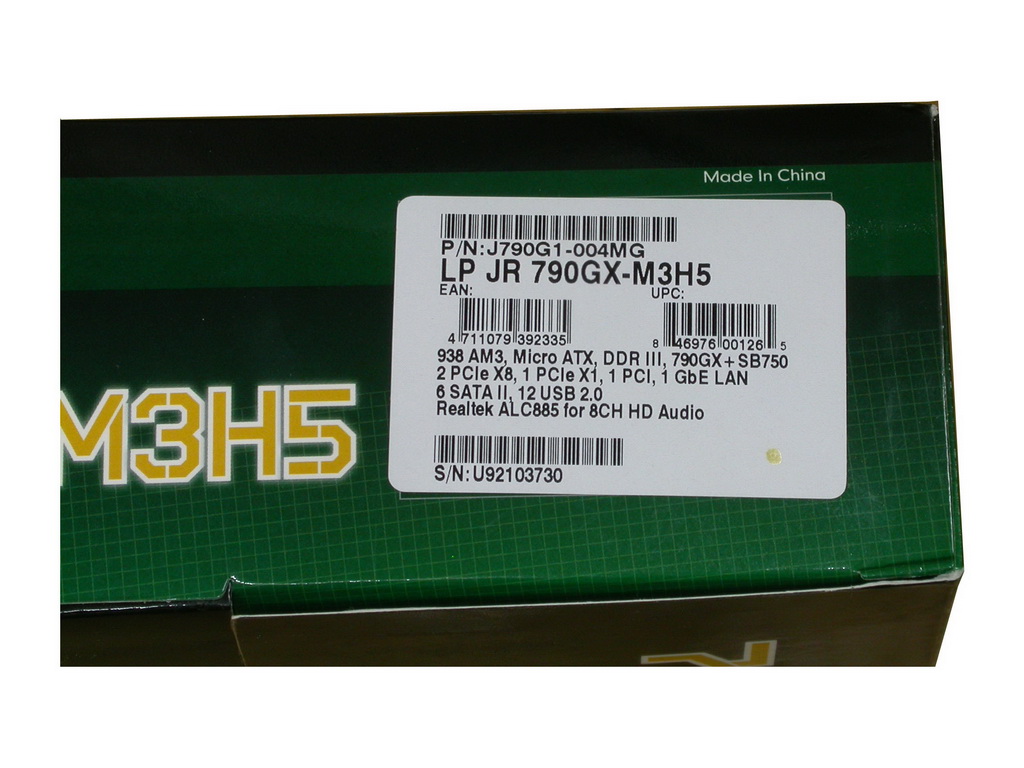 Made In China
P/N:J790G1-004MG
LP JR 790GX-M3H5
EAN: UPC:
4 711079 392335 8 46976 00126 5
938 AM3, Micro ATX, DDR III, 790GX+SB750
2 PCIe X8, 1 PCIe X1, 1 PCI, 1 GbE LAN
6 SATA II, 12 USB 2.0
Realtek ALC885 for 8CH HD Audio
M3H5
S/N: U92103730